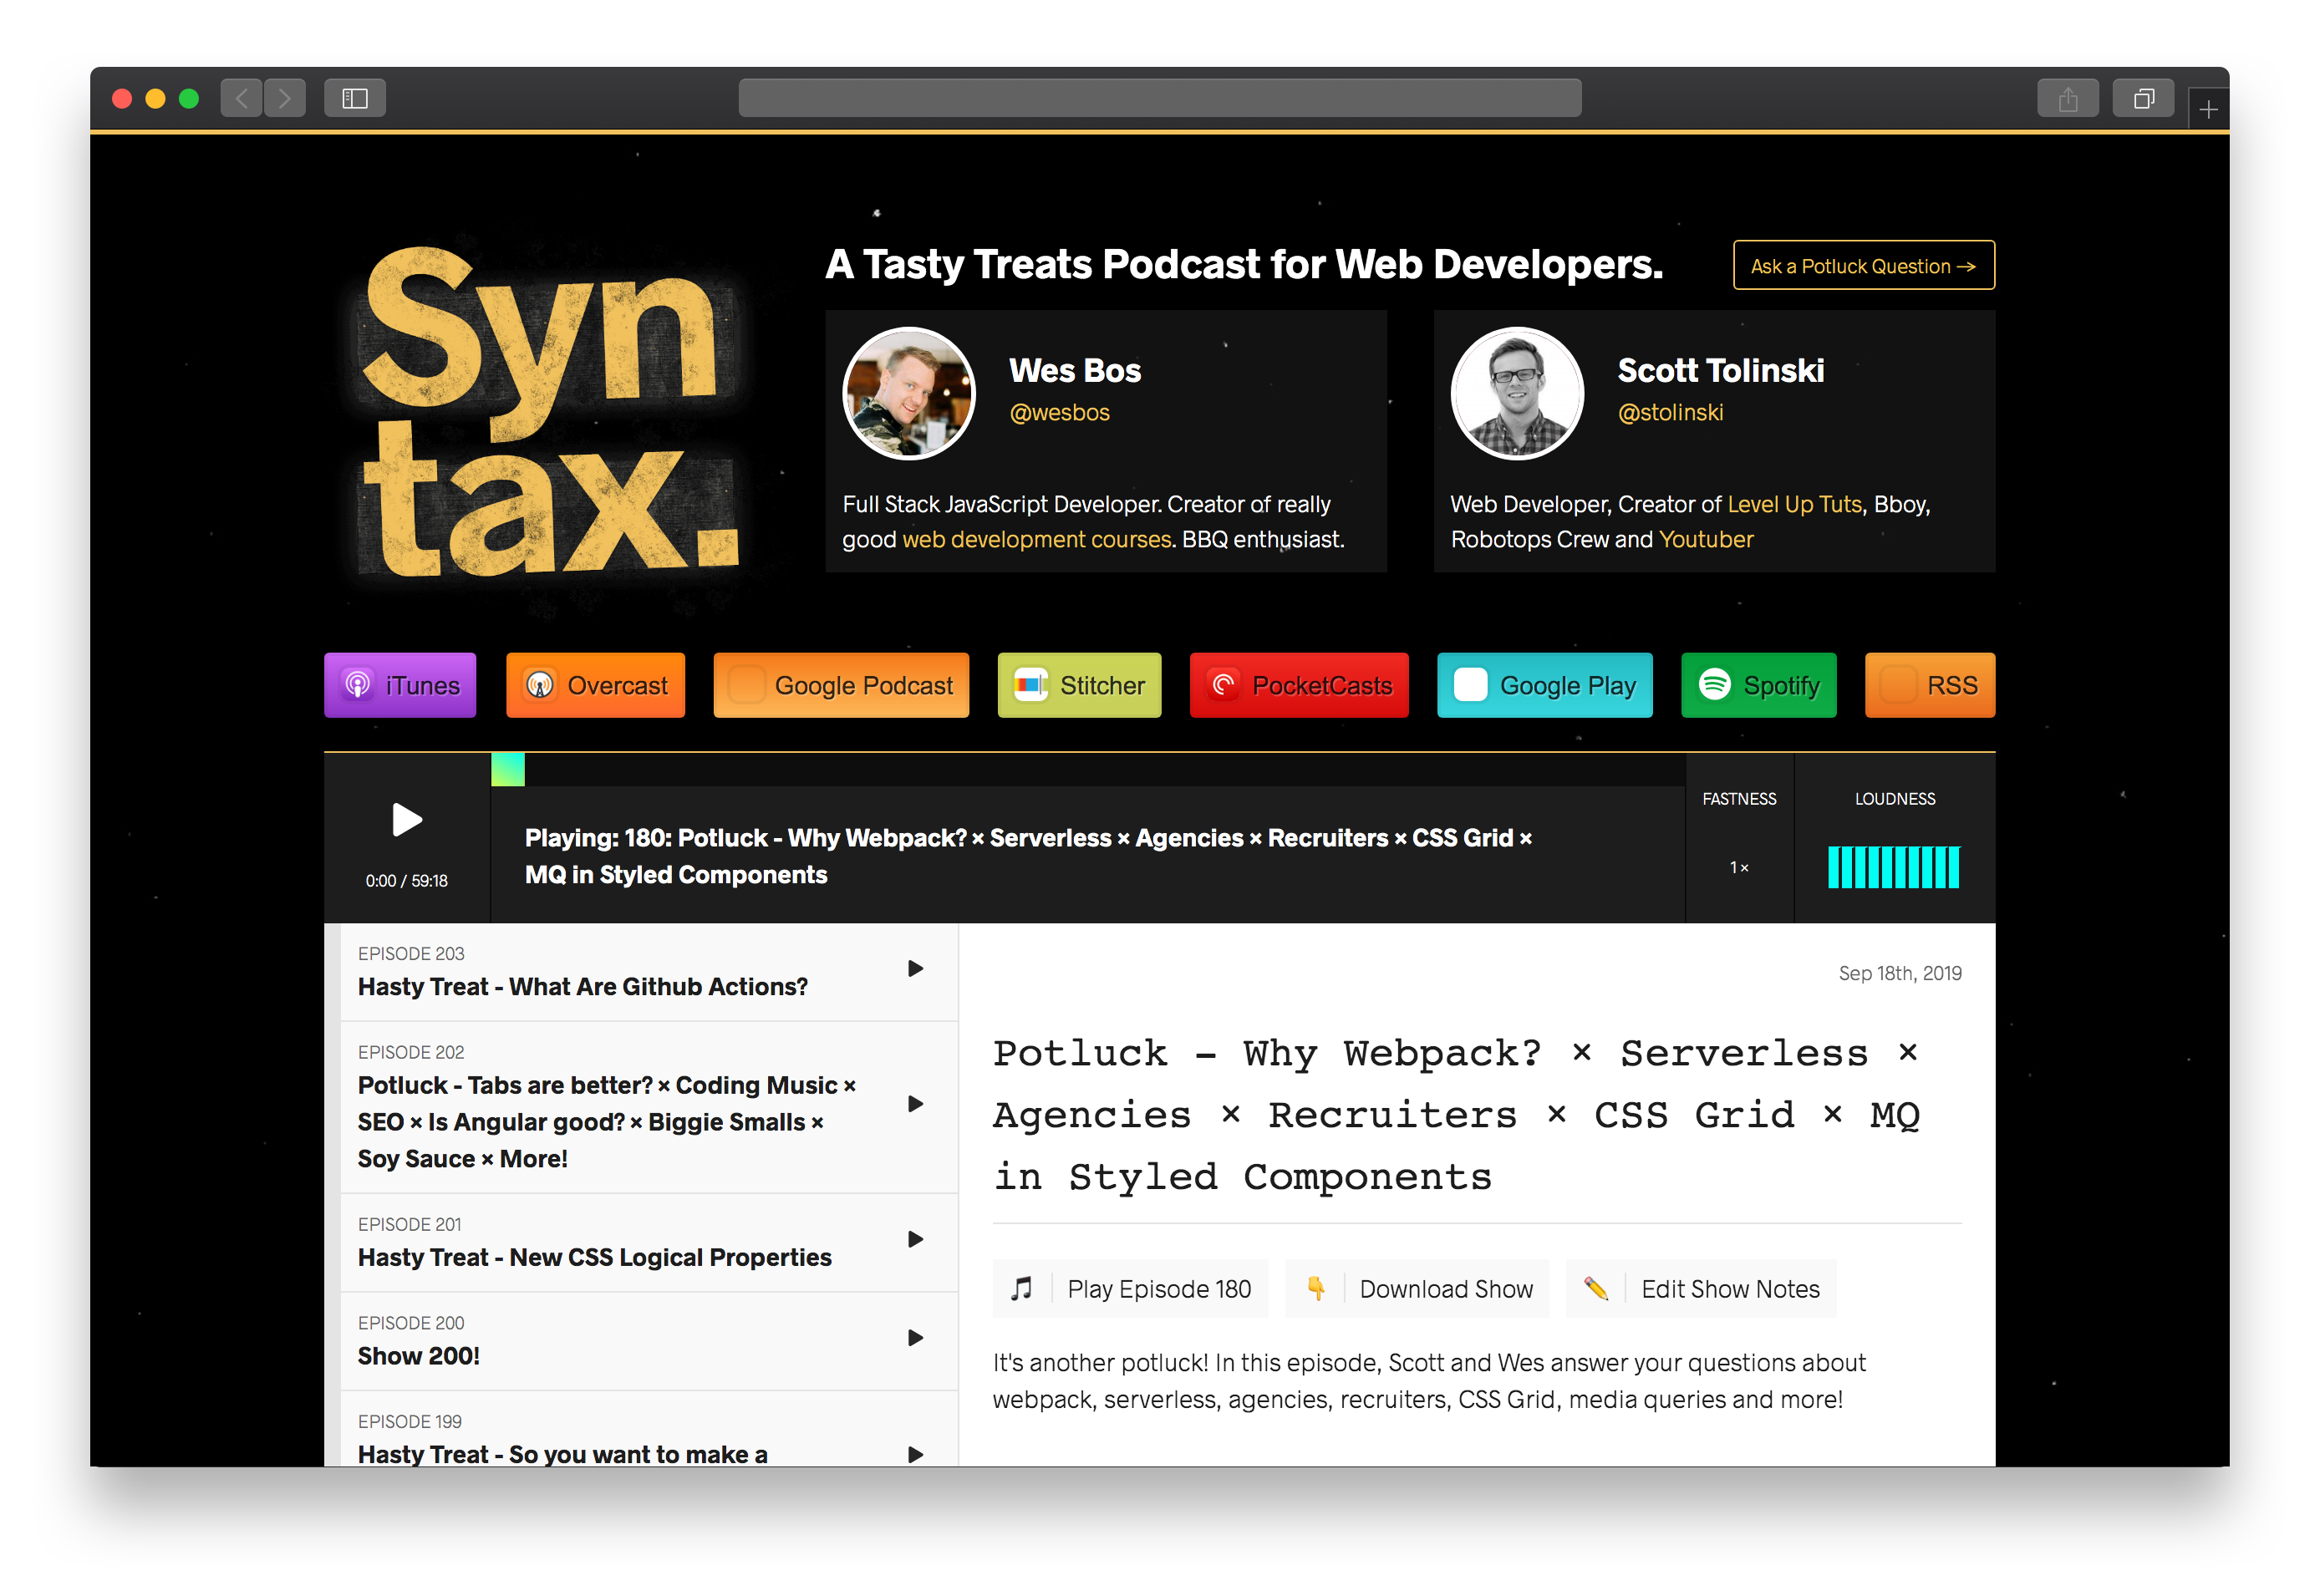 Syn
tax.
A Tasty Treats Podcast for Web Developers.
Ask a Potluck Question →
Wes Bos
@wesbos
Full Stack JavaScript Developer. Creator of really
good web development courses. BBQ enthusiast.
Scott Tolinski
@stolinski
Web Developer, Creator of Level Up Tuts, Bboy,
Robotops Crew and Youtuber
iTunes
Overcast
Google Podcast
Stitcher
PocketCasts
Google Play
Spotify
RSS
0:00 / 59:18
Playing: 180: Potluck - Why Webpack? × Serverless × Agencies × Recruiters × CSS Grid ×
MQ in Styled Components
FASTNESS
1×
LOUDNESS
EPISODE 203
Hasty Treat - What Are Github Actions?
EPISODE 202
Potluck - Tabs are better? × Coding Music ×
SEO × Is Angular good? × Biggie Smalls ×
Soy Sauce × More!
EPISODE 201
Hasty Treat - New CSS Logical Properties
EPISODE 200
Show 200!
EPISODE 199
Hasty Treat - So you want to make a
Sep 18th, 2019
Potluck - Why Webpack? × Serverless ×
Agencies × Recruiters × CSS Grid × MQ
in Styled Components
Play Episode 180
Download Show
Edit Show Notes
It's another potluck! In this episode, Scott and Wes answer your questions about
webpack, serverless, agencies, recruiters, CSS Grid, media queries and more!